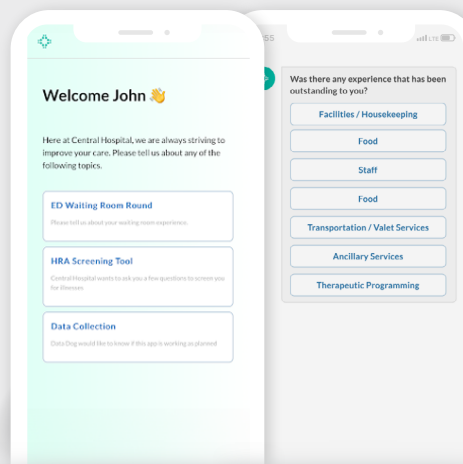 Welcome John 👋
Here at Central Hospital, we are always striving to
improve your care. Please tell us about any of the
following topics.
ED Waiting Room Round
Please tell us about your waiting room experience.
HRA Screening Tool
Central Hospital wants to ask you a few questions to screen you
for illnesses
Data Collection
Data Dog would like to know if this app is working as planned
:55
LTE
Was there any experience that has been
outstanding to you?
Facilities / Housekeeping
Food
Staff
Food
Transportation / Valet Services
Ancillary Services
Therapeutic Programming